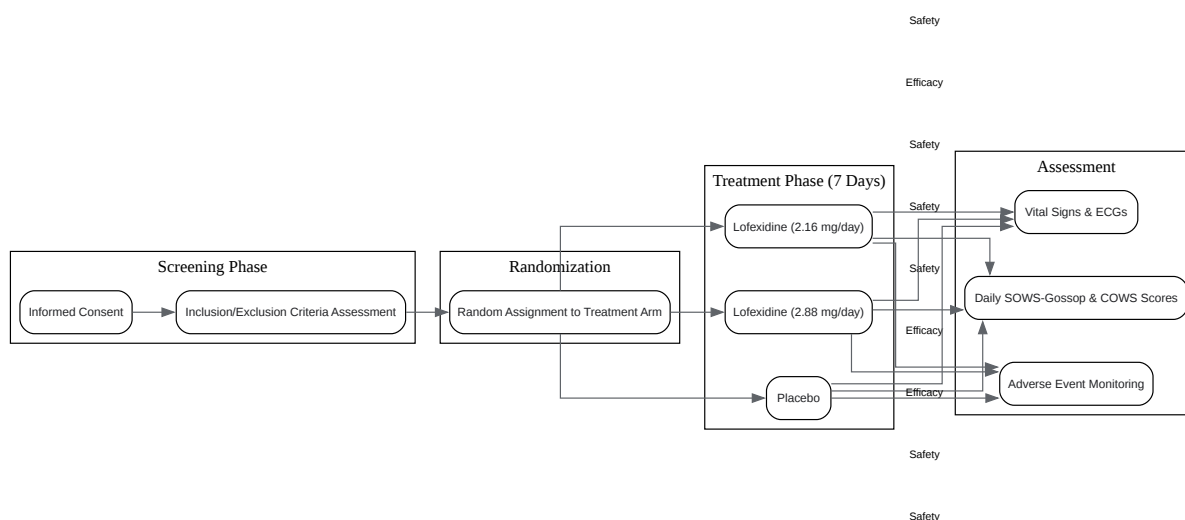 Screening Phase
Informed Consent
Inclusion/Exclusion Criteria Assessment
Randomization
Random Assignment to Treatment Arm
Treatment Phase (7 Days)
Lofexidine (2.16 mg/day)
Lofexidine (2.88 mg/day)
Placebo
Safety
Efficacy
Safety
Safety
Safety
Efficacy
Efficacy
Safety
Safety
Assessment
Vital Signs & ECGs
Daily SOWS-Gossop & COWS Scores
Adverse Event Monitoring